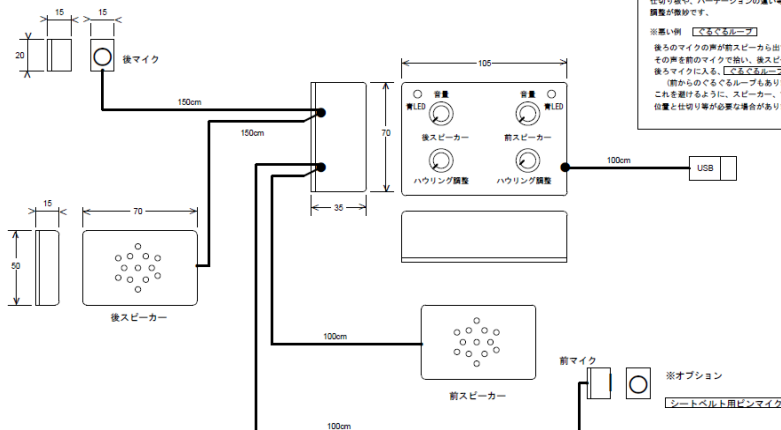 調整が微妙です。
※悪い例 ぐるぐるループ
後ろのマイクの声が前スピーカら出
その声を前のマイクで拾い、後スピ
後ろマイクに入る、ぐるぐるループ
(前からのぐるぐるループもあり
これを避けるように、スピーカー、
位置と仕切り等が必要な場合があり
15
15
20
後マイク
150cm
150cm
105
70
35
音量
青LED
音量
青LED
後スピーカー
前スピーカー
ハウリング調整
ハウリング調整
100cm
USB
15
70
50
後スピーカー
100cm
前スピーカー
前マイク
※オプション
シートベルト用ピンマイク
100cm